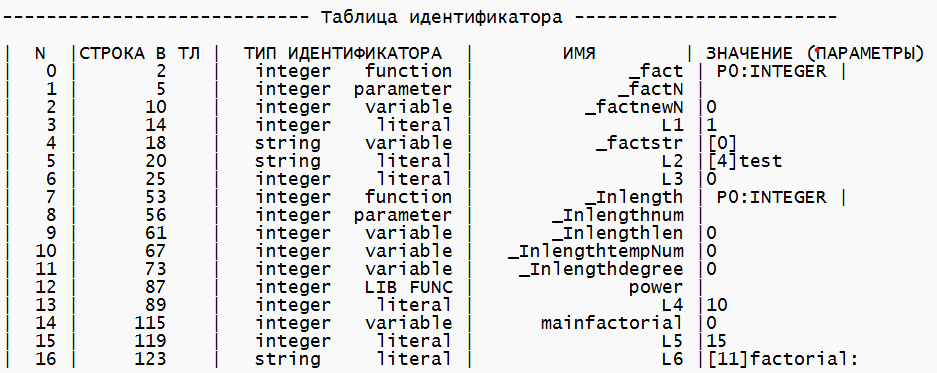 ---------------------------- Таблица идентификатора ------------------------
| N |СТРОКА В ТЛ | ТИП ИДЕНТИФИКАТОРА | ИМЯ | ЗНАЧЕНИЕ (ПАРАМЕТРЫ)
| 0 | 2 | integer function | _fact | P0:INTEGER |
| 1 | 5 | integer parameter | _factN |
| 2 | 10 | integer variable | _factnewN |0
| 3 | 14 | integer literal | L1 |1
| 4 | 18 | string variable | _factstr |[0]
| 5 | 20 | string literal | L2 |[4]test
| 6 | 25 | integer literal | L3 |0
| 7 | 53 | integer function | _Inlength | P0:INTEGER |
| 8 | 56 | integer parameter | _Inlengthnum |
| 9 | 61 | integer variable | _Inlengthlen |0
| 10 | 67 | integer variable | _InlengthtempNum |0
| 11 | 73 | integer variable | _Inlengthdegree |0
| 12 | 87 | integer LIB FUNC | power |
| 13 | 89 | integer literal | L4 |10
| 14 | 115 | integer variable | mainfactorial |0
| 15 | 119 | integer literal | L5 |15
| 16 | 123 | string literal | L6 |[11]factorial: